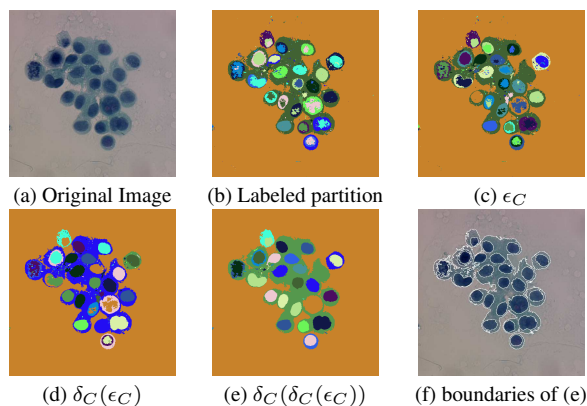 (a) Original Image
(b) Labeled partition
(c) ϵ_C
(d) δ_C(ϵ_C)
(e) δ_C(δ_C(ϵ_C))
(f) boundaries of (e)